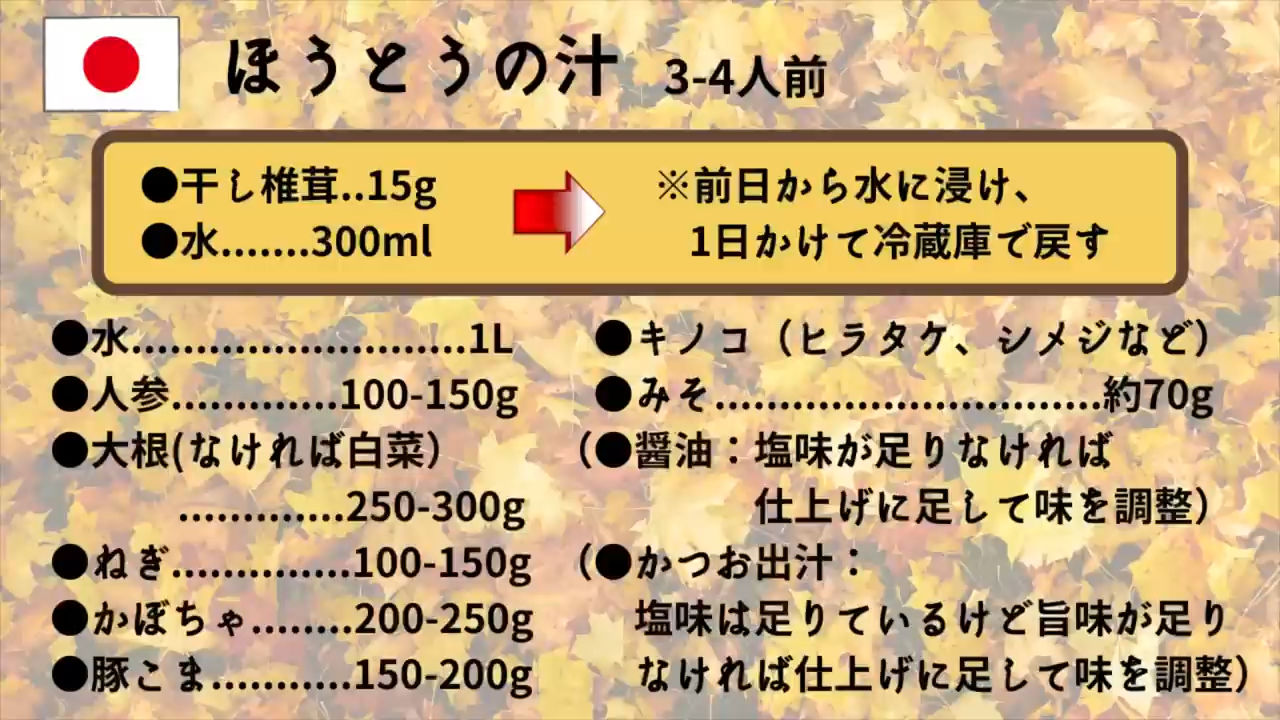 ほうとうの汁 3-4人前
●干し椎茸..15g
●水.......300ml
※前日から水に浸け、
1日かけて冷蔵庫で戻す
●水..........................1L
●人参.............100-150g
●大根(なければ白菜）
.............250-300g
●ねぎ..............100-150g
●かぼちゃ........200-250g
●豚こま...........150-200g
●キノコ（ヒラタケ、シメジなど）
●みそ..............................約70g
（●醤油：塩味が足りなければ
仕上げに足して味を調整）
（●かつお出汁：
塩味は足りているけど旨味が足り
なければ仕上げに足して味を調整）